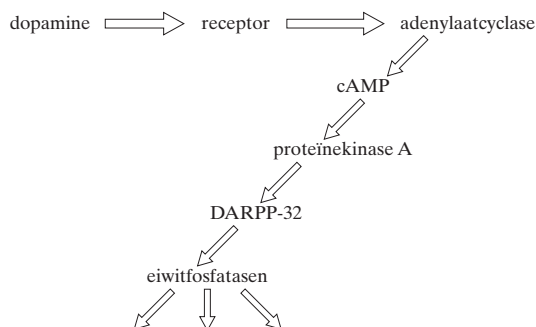 dopamine receptor adenylaatcyclase
cAMP
proteïnekinase A
DARPP-32
eiwitfosfatasen